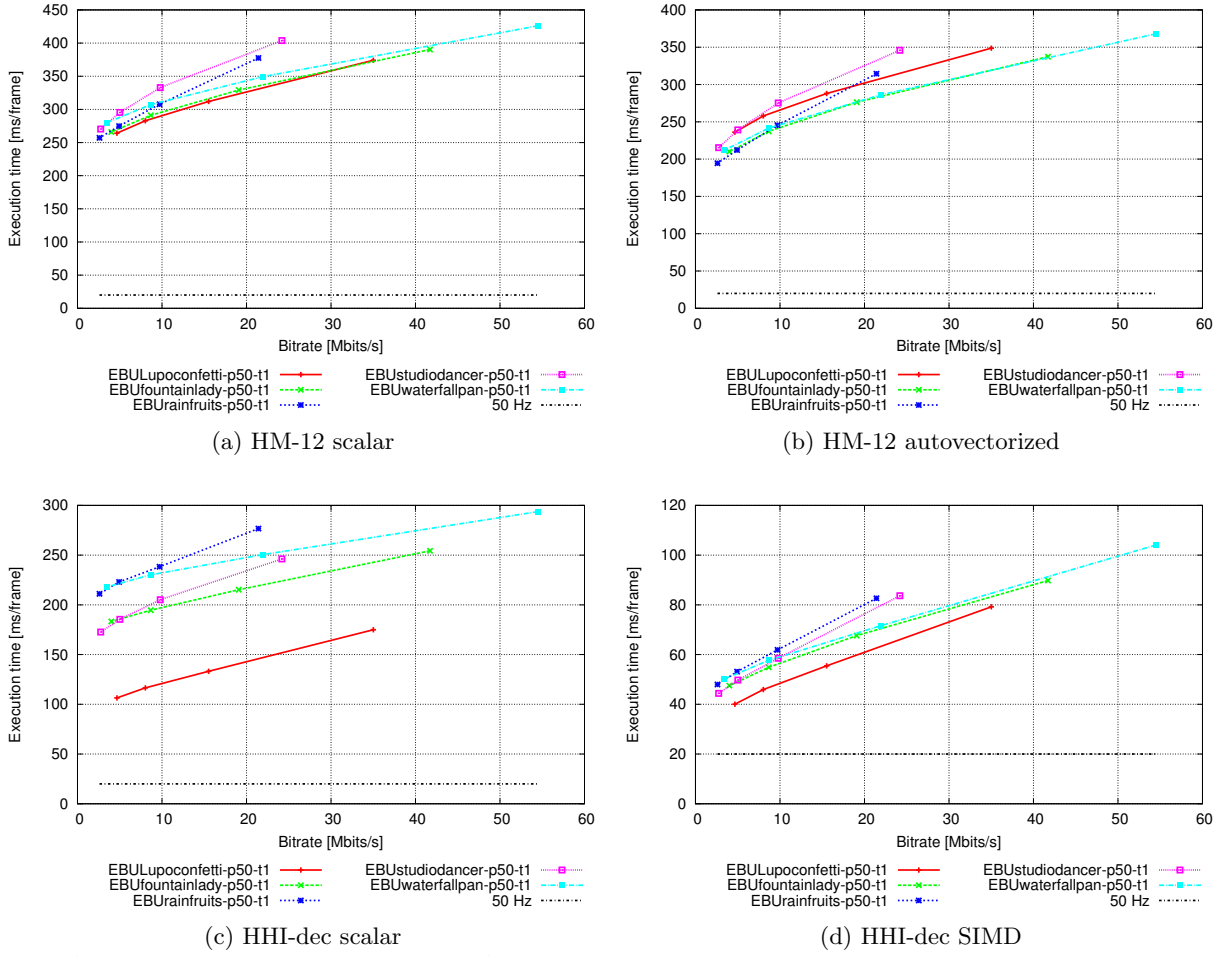 450
400
350
300
250
200
150
100
50
0
Execution time [ms/frame]
0 10 20 30 40 50 60
Bitrate [Mbits/s]
EBULupoconfetti-p50-t1 EBUstudiodancer-p50-t1
EBUfountainlady-p50-t1 EBUwaterfallpan-p50-t1
EBUrainfruits-p50-t1 50 Hz
(a) HM-12 scalar
400
350
300
250
200
150
100
50
0
Execution time [ms/frame]
0 10 20 30 40 50 60
Bitrate [Mbits/s]
EBULupoconfetti-p50-t1 EBUstudiodancer-p50-t1
EBUfountainlady-p50-t1 EBUwaterfallpan-p50-t1
EBUrainfruits-p50-t1 50 Hz
(b) HM-12 autovectorized
300
250
200
150
100
50
0
Execution time [ms/frame]
0 10 20 30 40 50 60
Bitrate [Mbits/s]
EBULupoconfetti-p50-t1 EBUstudiodancer-p50-t1
EBUfountainlady-p50-t1 EBUwaterfallpan-p50-t1
EBUrainfruits-p50-t1 50 Hz
(c) HHI-dec scalar
120
100
80
60
40
20
0
Execution time [ms/frame]
0 10 20 30 40 50 60
Bitrate [Mbits/s]
EBULupoconfetti-p50-t1 EBUstudiodancer-p50-t1
EBUfountainlady-p50-t1 EBUwaterfallpan-p50-t1
EBUrainfruits-p50-t1 50 Hz
(d) HHI-dec SIMD